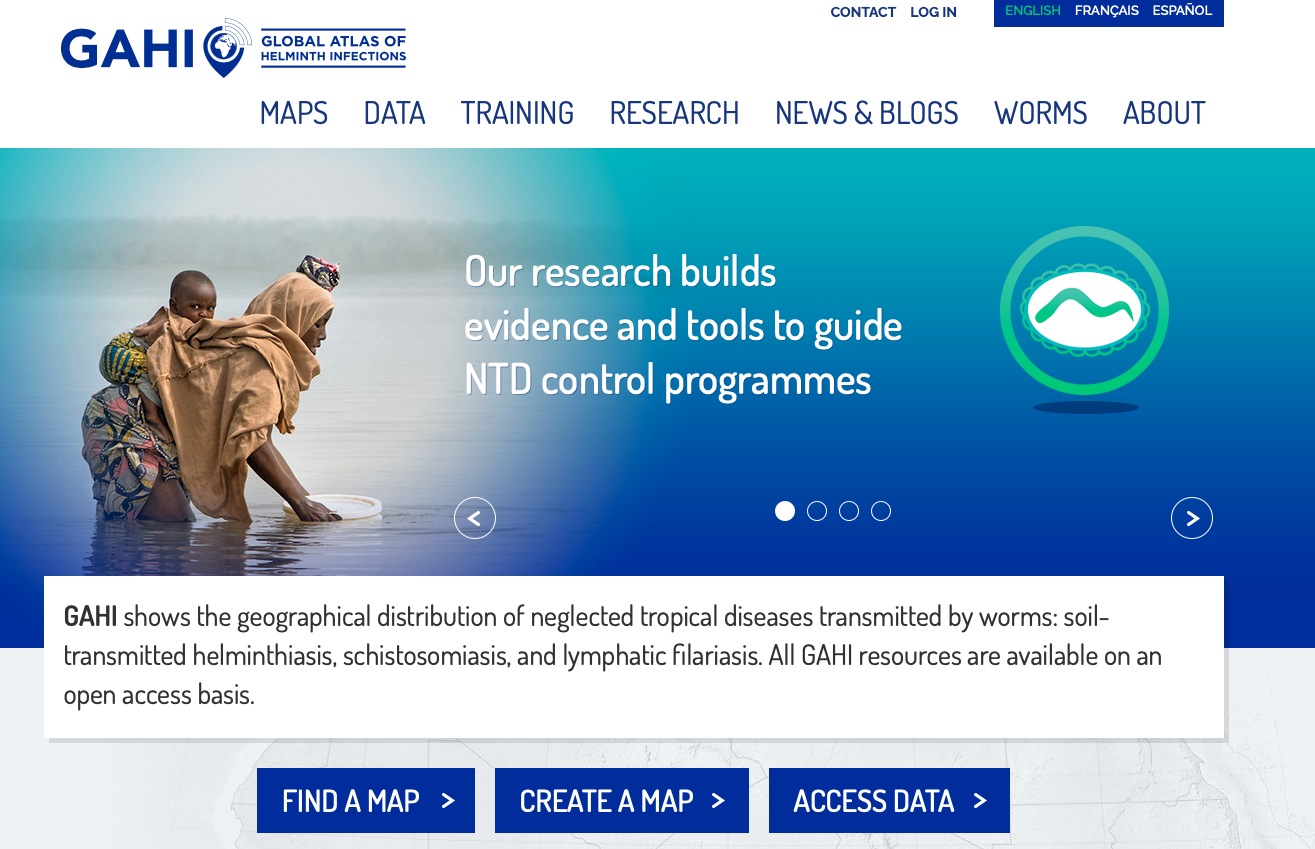 CONTACT LOG IN ENGLISH FRANÇAIS ESPAÑOL
GAHI GLOBAL ATLAS OF
HELMINTH INFECTIONS
MAPS DATA TRAINING RESEARCH NEWS & BLOGS WORMS ABOUT
Our research builds
evidence and tools to guide
NTD control programmes
GAHI shows the geographical distribution of neglected tropical diseases transmitted by worms: soil-
transmitted helminthiasis, schistosomiasis, and lymphatic filariasis. All GAHI resources are available on an
open access basis.
FIND A MAP > CREATE A MAP > ACCESS DATA >